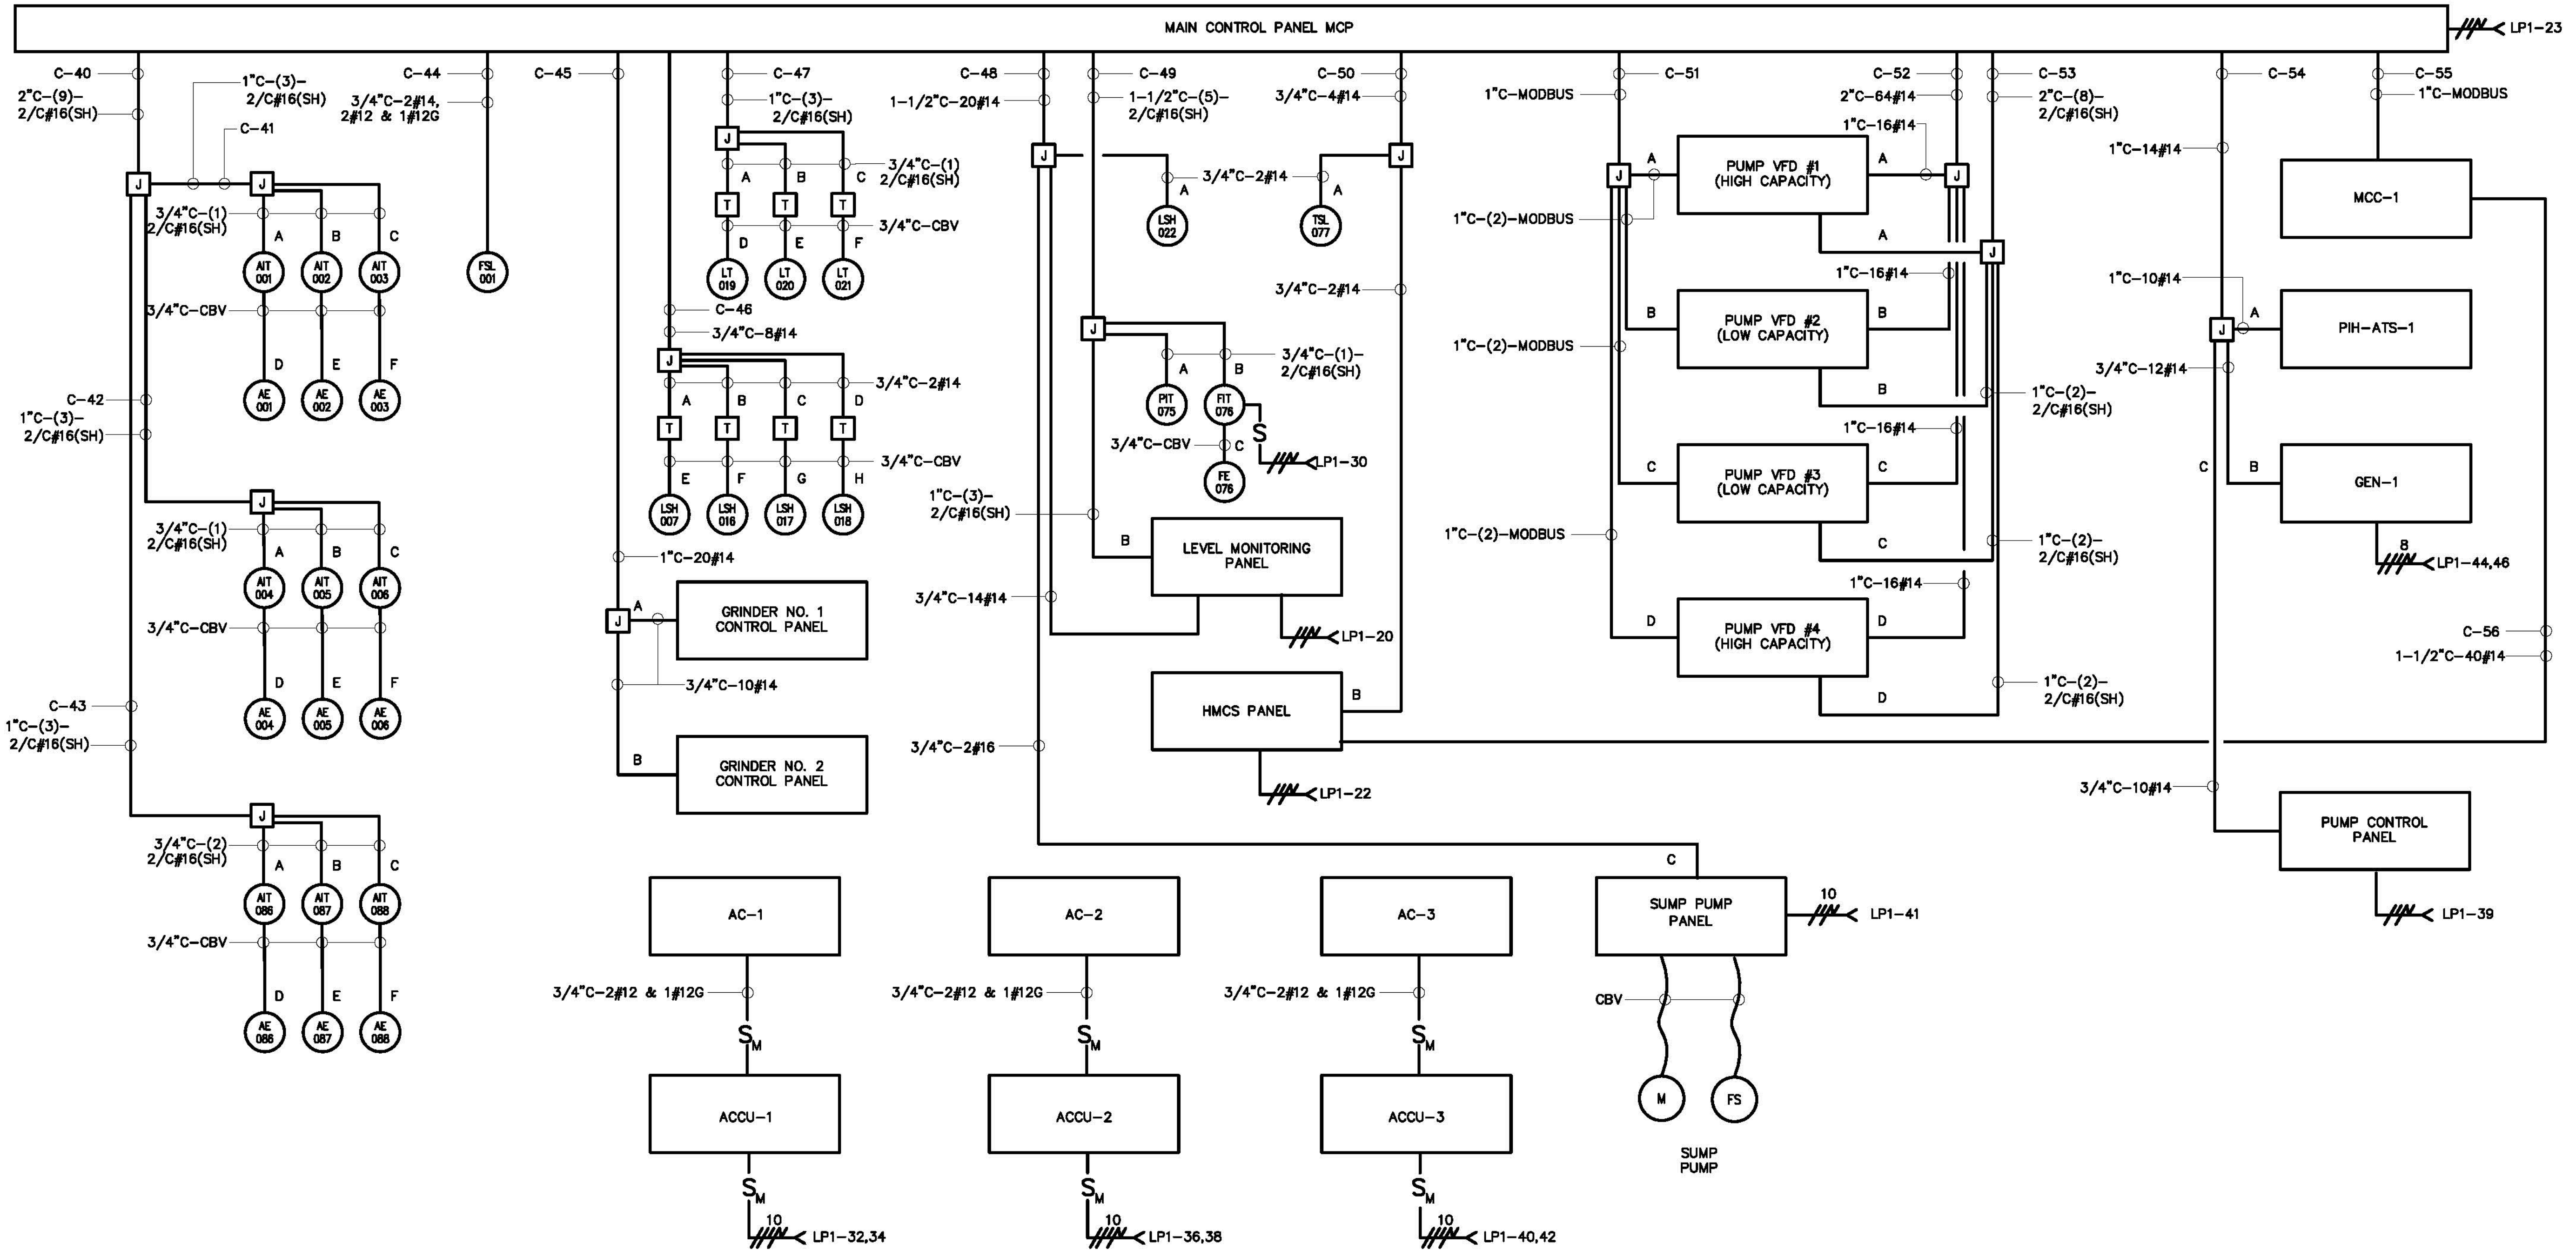 MAIN CONTROL PANEL MCP
LP1-23
C-40
2"C-(9)-
2/C#16(SH)
1"C-(3)-
2/C#16(SH)
C-41
J
J
3/4"C-(1)
2/C#16(SH)
A
B
C
AIT
001
AIT
002
AIT
003
3/4"C-CBV
D
E
F
AE
001
AE
002
AE
003
C-42
1"C-(3)-
2/C#16(SH)
J
3/4"C-(1)
2/C#16(SH)
A
B
C
AIT
004
AIT
005
AIT
006
3/4"C-CBV
D
E
F
AE
004
AE
005
AE
006
C-43
1"C-(3)-
2/C#16(SH)
J
3/4"C-(2)
2/C#16(SH)
A
B
C
AIT
086
AIT
087
AIT
088
3/4"C-CBV
D
E
F
AE
086
AE
087
AE
088
C-44
3/4"C-2#14,
2#12 & 1#12G
FSL
001
C-45
1"C-20#14
J
A
GRINDER NO. 1
CONTROL PANEL
3/4"C-10#14
B
GRINDER NO. 2
CONTROL PANEL
C-47
1"C-(3)-
2/C#16(SH)
J
3/4"C-(1)
2/C#16(SH)
A
B
C
T
T
T
3/4"C-CBV
D
E
F
LT
019
LT
020
LT
021
C-46
3/4"C-8#14
J
3/4"C-2#14
A
B
C
D
T
T
T
T
3/4"C-CBV
E
F
G
H
LSH
007
LSH
016
LSH
017
LSH
018
C-48
1-1/2"C-20#14
J
3/4"C-2#14
A
LSH
022
C-49
1-1/2"C-(5)-
2/C#16(SH)
J
3/4"C-(1)-
2/C#16(SH)
A
B
PIT
075
FIT
076
S
3/4"C-CBV
C
LP1-30
FE
076
1"C-(3)-
2/C#16(SH)
B
LEVEL MONITORING
PANEL
3/4"C-14#14
LP1-20
C-50
3/4"C-4#14
J
A
TSL
077
3/4"C-2#14
B
HMCS PANEL
LP1-22
3/4"C-2#16
C
SUMP PUMP
PANEL
10
LP1-41
CBV
M
FS
SUMP
PUMP
C-51
1"C-MODBUS
J
A
1"C-(2)-MODBUS
PUMP VFD #1
(HIGH CAPACITY)
A
1"C-16#14
C-52
2"C-64#14
J
C-53
2"C-(8)-
2/C#16(SH)
A
J
1"C-16#14
B
PUMP VFD #2
(LOW CAPACITY)
B
1"C-(2)-MODBUS
B
1"C-(2)-
2/C#16(SH)
1"C-16#14
C
PUMP VFD #3
(LOW CAPACITY)
C
1"C-(2)-MODBUS
C
1"C-(2)-
2/C#16(SH)
1"C-16#14
D
PUMP VFD #4
(HIGH CAPACITY)
D
D
1"C-(2)-
2/C#16(SH)
C-54
1"C-14#14
1"C-10#14
J
A
PIH-ATS-1
3/4"C-12#14
C
B
GEN-1
8
LP1-44,46
C-55
1"C-MODBUS
MCC-1
C-56
1-1/2"C-40#14
3/4"C-10#14
PUMP CONTROL
PANEL
LP1-39
AC-1
3/4"C-2#12 & 1#12G
SM
ACCU-1
SM
10
LP1-32,34
AC-2
3/4"C-2#12 & 1#12G
SM
ACCU-2
SM
10
LP1-36,38
AC-3
3/4"C-2#12 & 1#12G
SM
ACCU-3
SM
10
LP1-40,42